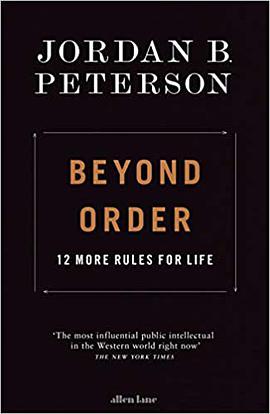 JORDAN B.
PETERSON
BEYOND
ORDER
12 MORE RULES FOR LIFE
‘The most influential public intellectual
in the Western world right now’
THE NEW YORK TIMES
allen lane